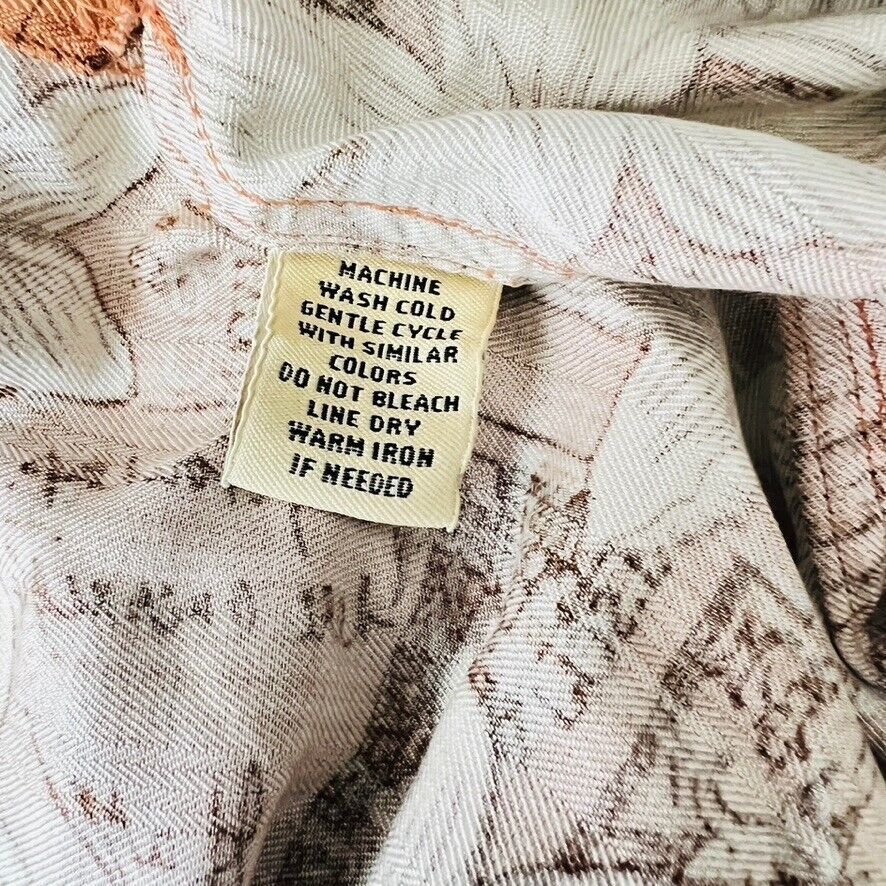 MACHINE
WASH COLD
GENTLE CYCLE
WITH SIMILAR
COLORS
DO NOT BLEACH
LINE DRY
WARM IRON
IF NEEDED